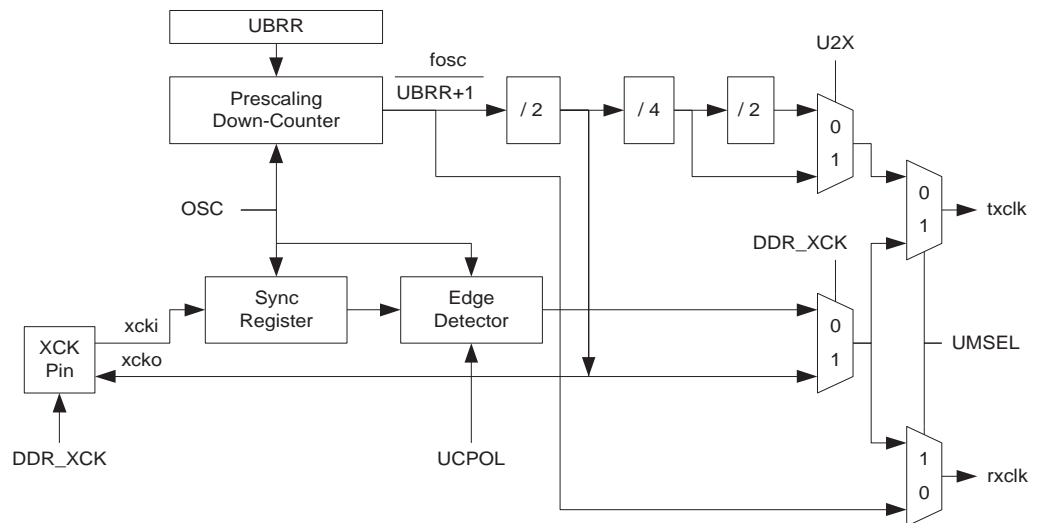 UBRR
U2X
fosc
UBRR+1
Prescaling
Down-Counter
/ 2
/ 4
/ 2
0
1
OSC
0
1
txclk
DDR_XCK
Sync
Register
Edge
Detector
xcki
0
1
XCK
Pin
xcko
UMSEL
DDR_XCK
UCPOL
1
0
rxclk